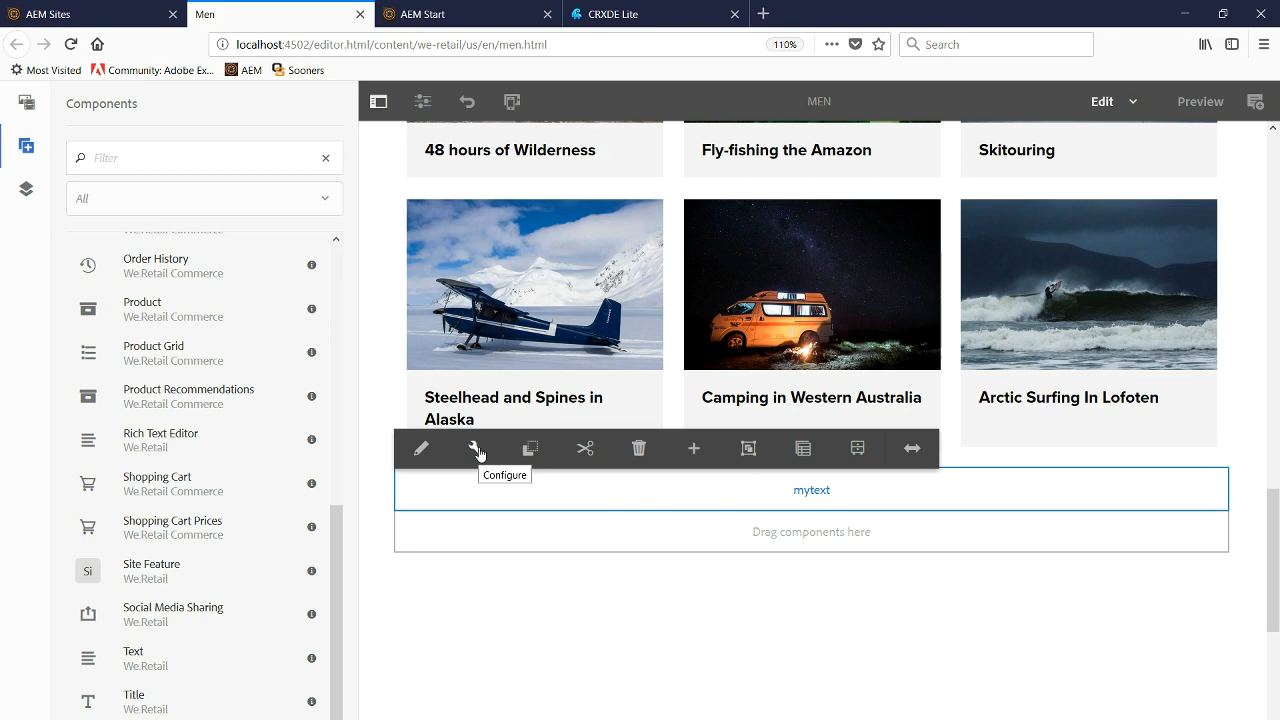 AEM Sites
Men
AEM Start
CRXDE Lite
localhost:4502/editor.html/content/we-retail/us/en/men.html
110%
Search
Most Visited
Community: Adobe Ex...
AEM
Sooners
Components
MEN
Edit
Preview
Filter
All
We.Retail Commerce
Order History
We.Retail Commerce
Product
We.Retail Commerce
Product Grid
We.Retail Commerce
Product Recommendations
We.Retail Commerce
Rich Text Editor
We.Retail
Shopping Cart
We.Retail Commerce
Shopping Cart Prices
We.Retail Commerce
Si
Site Feature
We.Retail
Social Media Sharing
We.Retail
Text
We.Retail
Title
We.Retail
48 hours of Wilderness
Fly-fishing the Amazon
Skitouring
Steelhead and Spines in
Alaska
Camping in Western Australia
Arctic Surfing In Lofoten
Configure
mytext
Drag components here